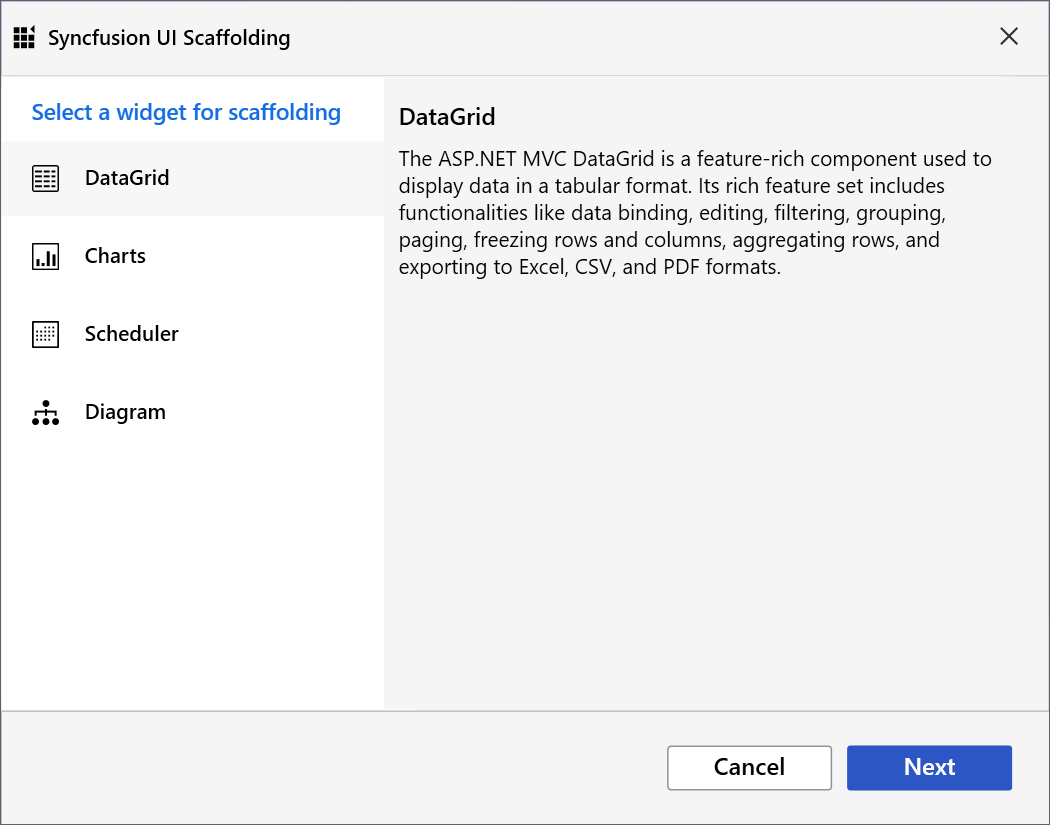 Syncfusion UI Scaffolding
Select a widget for scaffolding
DataGrid
Charts
Scheduler
Diagram
DataGrid
The ASP.NET MVC DataGrid is a feature-rich component used to
display data in a tabular format. Its rich feature set includes
functionalities like data binding, editing, filtering, grouping,
paging, freezing rows and columns, aggregating rows, and
exporting to Excel, CSV, and PDF formats.
Cancel
Next